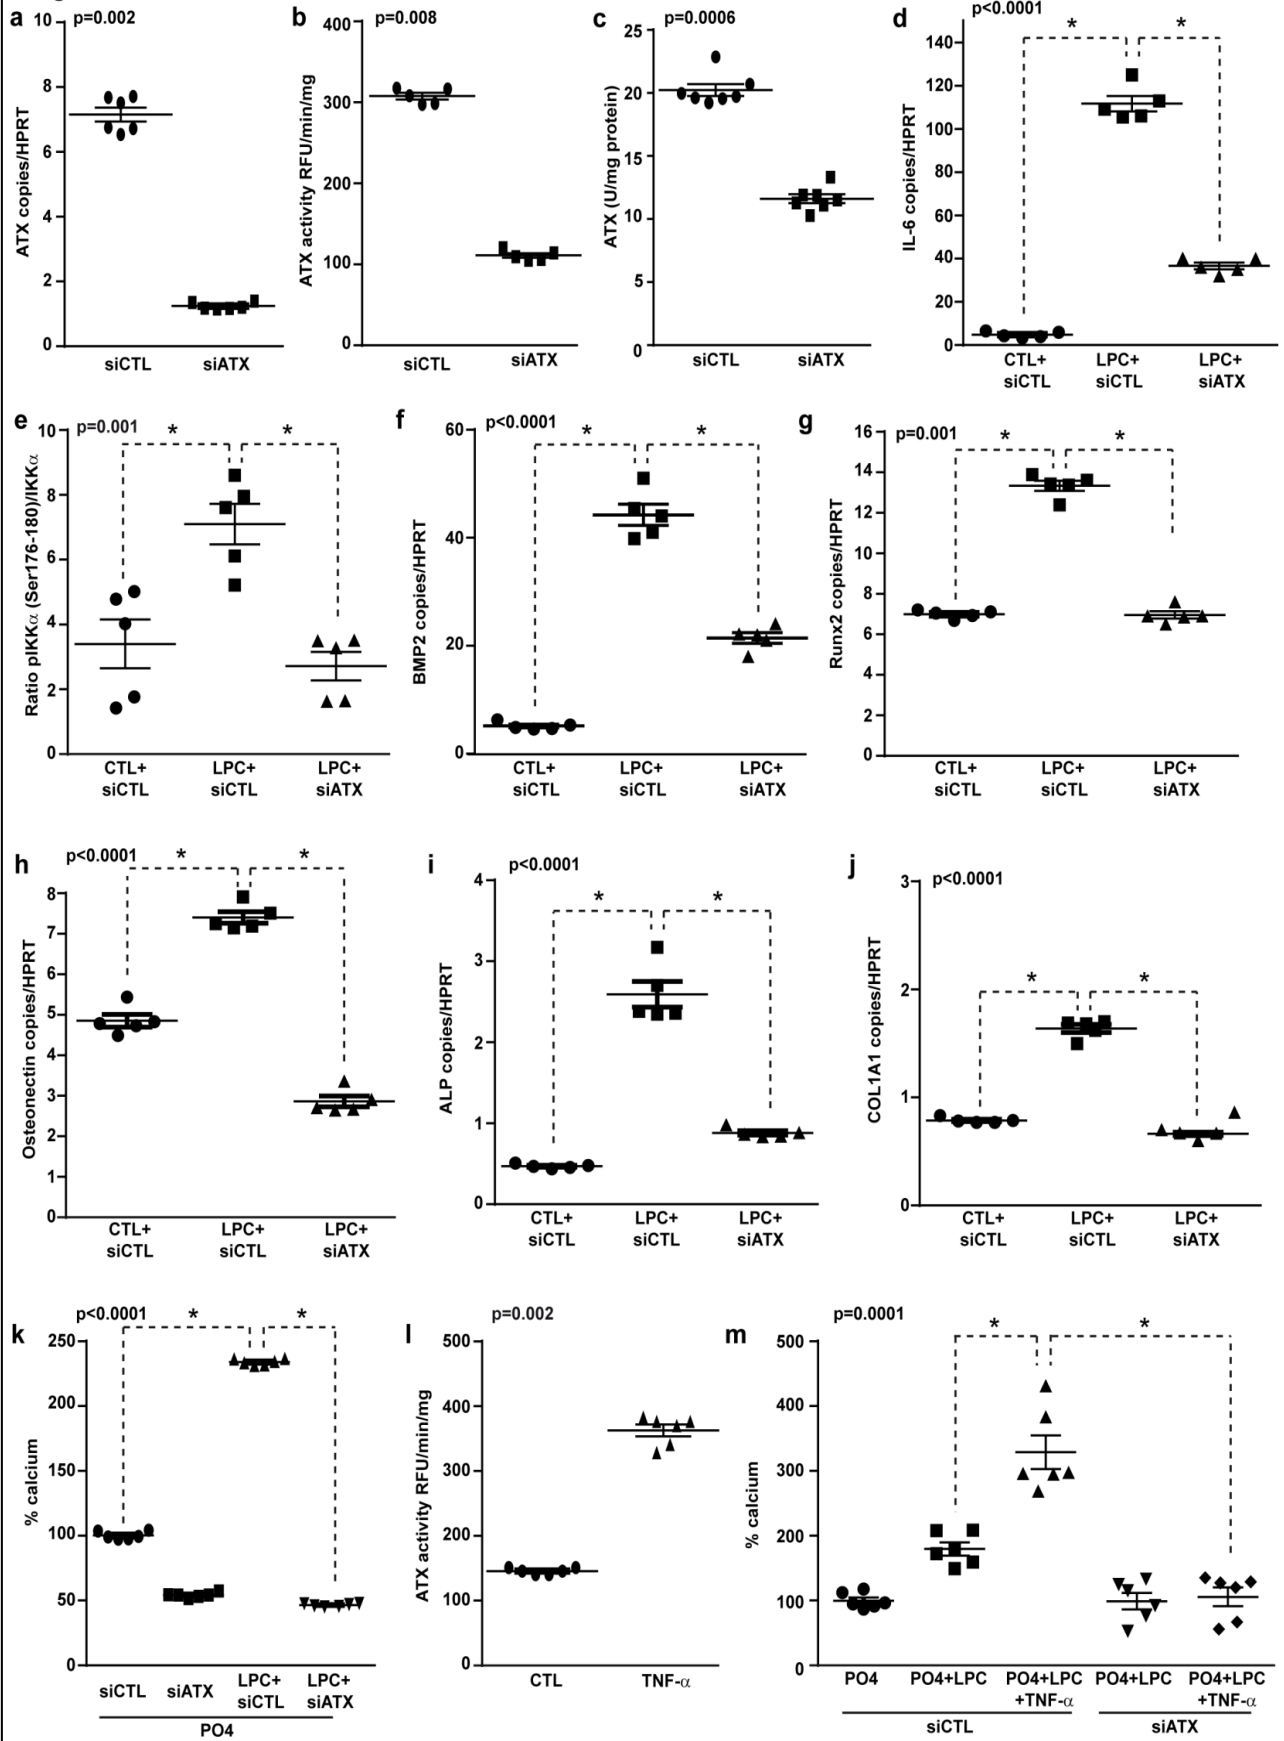 a
p=0.002
ATX copies/HPRT
10
8
6
4
2
0
siCTL siATX
b
p=0.008
ATX activity RFU/min/mg
400
300
200
100
0
siCTL siATX
c
p=0.0006
ATX (U/mg protein)
25
20
15
10
5
0
siCTL siATX
d
p<0.0001
* *
IL-6 copies/HPRT
140
120
100
80
60
40
20
0
CTL+ LPC+ LPC+
siCTL siCTL siATX
e
p=0.001
* *
Ratio pIKKα (Ser176-180)/IKKα
10
8
6
4
2
0
CTL+ LPC+ LPC+
siCTL siCTL siATX
f
p<0.0001
* *
BMP2 copies/HPRT
60
40
20
0
CTL+ LPC+ LPC+
siCTL siCTL siATX
g
p=0.001
* *
Runx2 copies/HPRT
16
14
12
10
8
6
4
2
0
CTL+ LPC+ LPC+
siCTL siCTL siATX
h
p<0.0001
* *
Osteonectin copies/HPRT
8
7
6
5
4
3
2
1
0
CTL+ LPC+ LPC+
siCTL siCTL siATX
i
p<0.0001
* *
ALP copies/HPRT
4
3
2
1
0
CTL+ LPC+ LPC+
siCTL siCTL siATX
j
p<0.0001
* *
COL1A1 copies/HPRT
3
2
1
0
CTL+ LPC+ LPC+
siCTL siCTL siATX
k
p<0.0001
* *
% calcium
250
200
150
100
50
0
siCTL siATX LPC+ LPC+
siCTL siATX
PO4
l
p=0.002
ATX activity RFU/min/mg
500
400
300
200
100
0
CTL TNF-α
m
p=0.0001
* *
% calcium
500
400
300
200
100
0
PO4 PO4+LPC PO4+LPC PO4+LPC PO4+LPC
+TNF-α +TNF-α
siCTL siATX